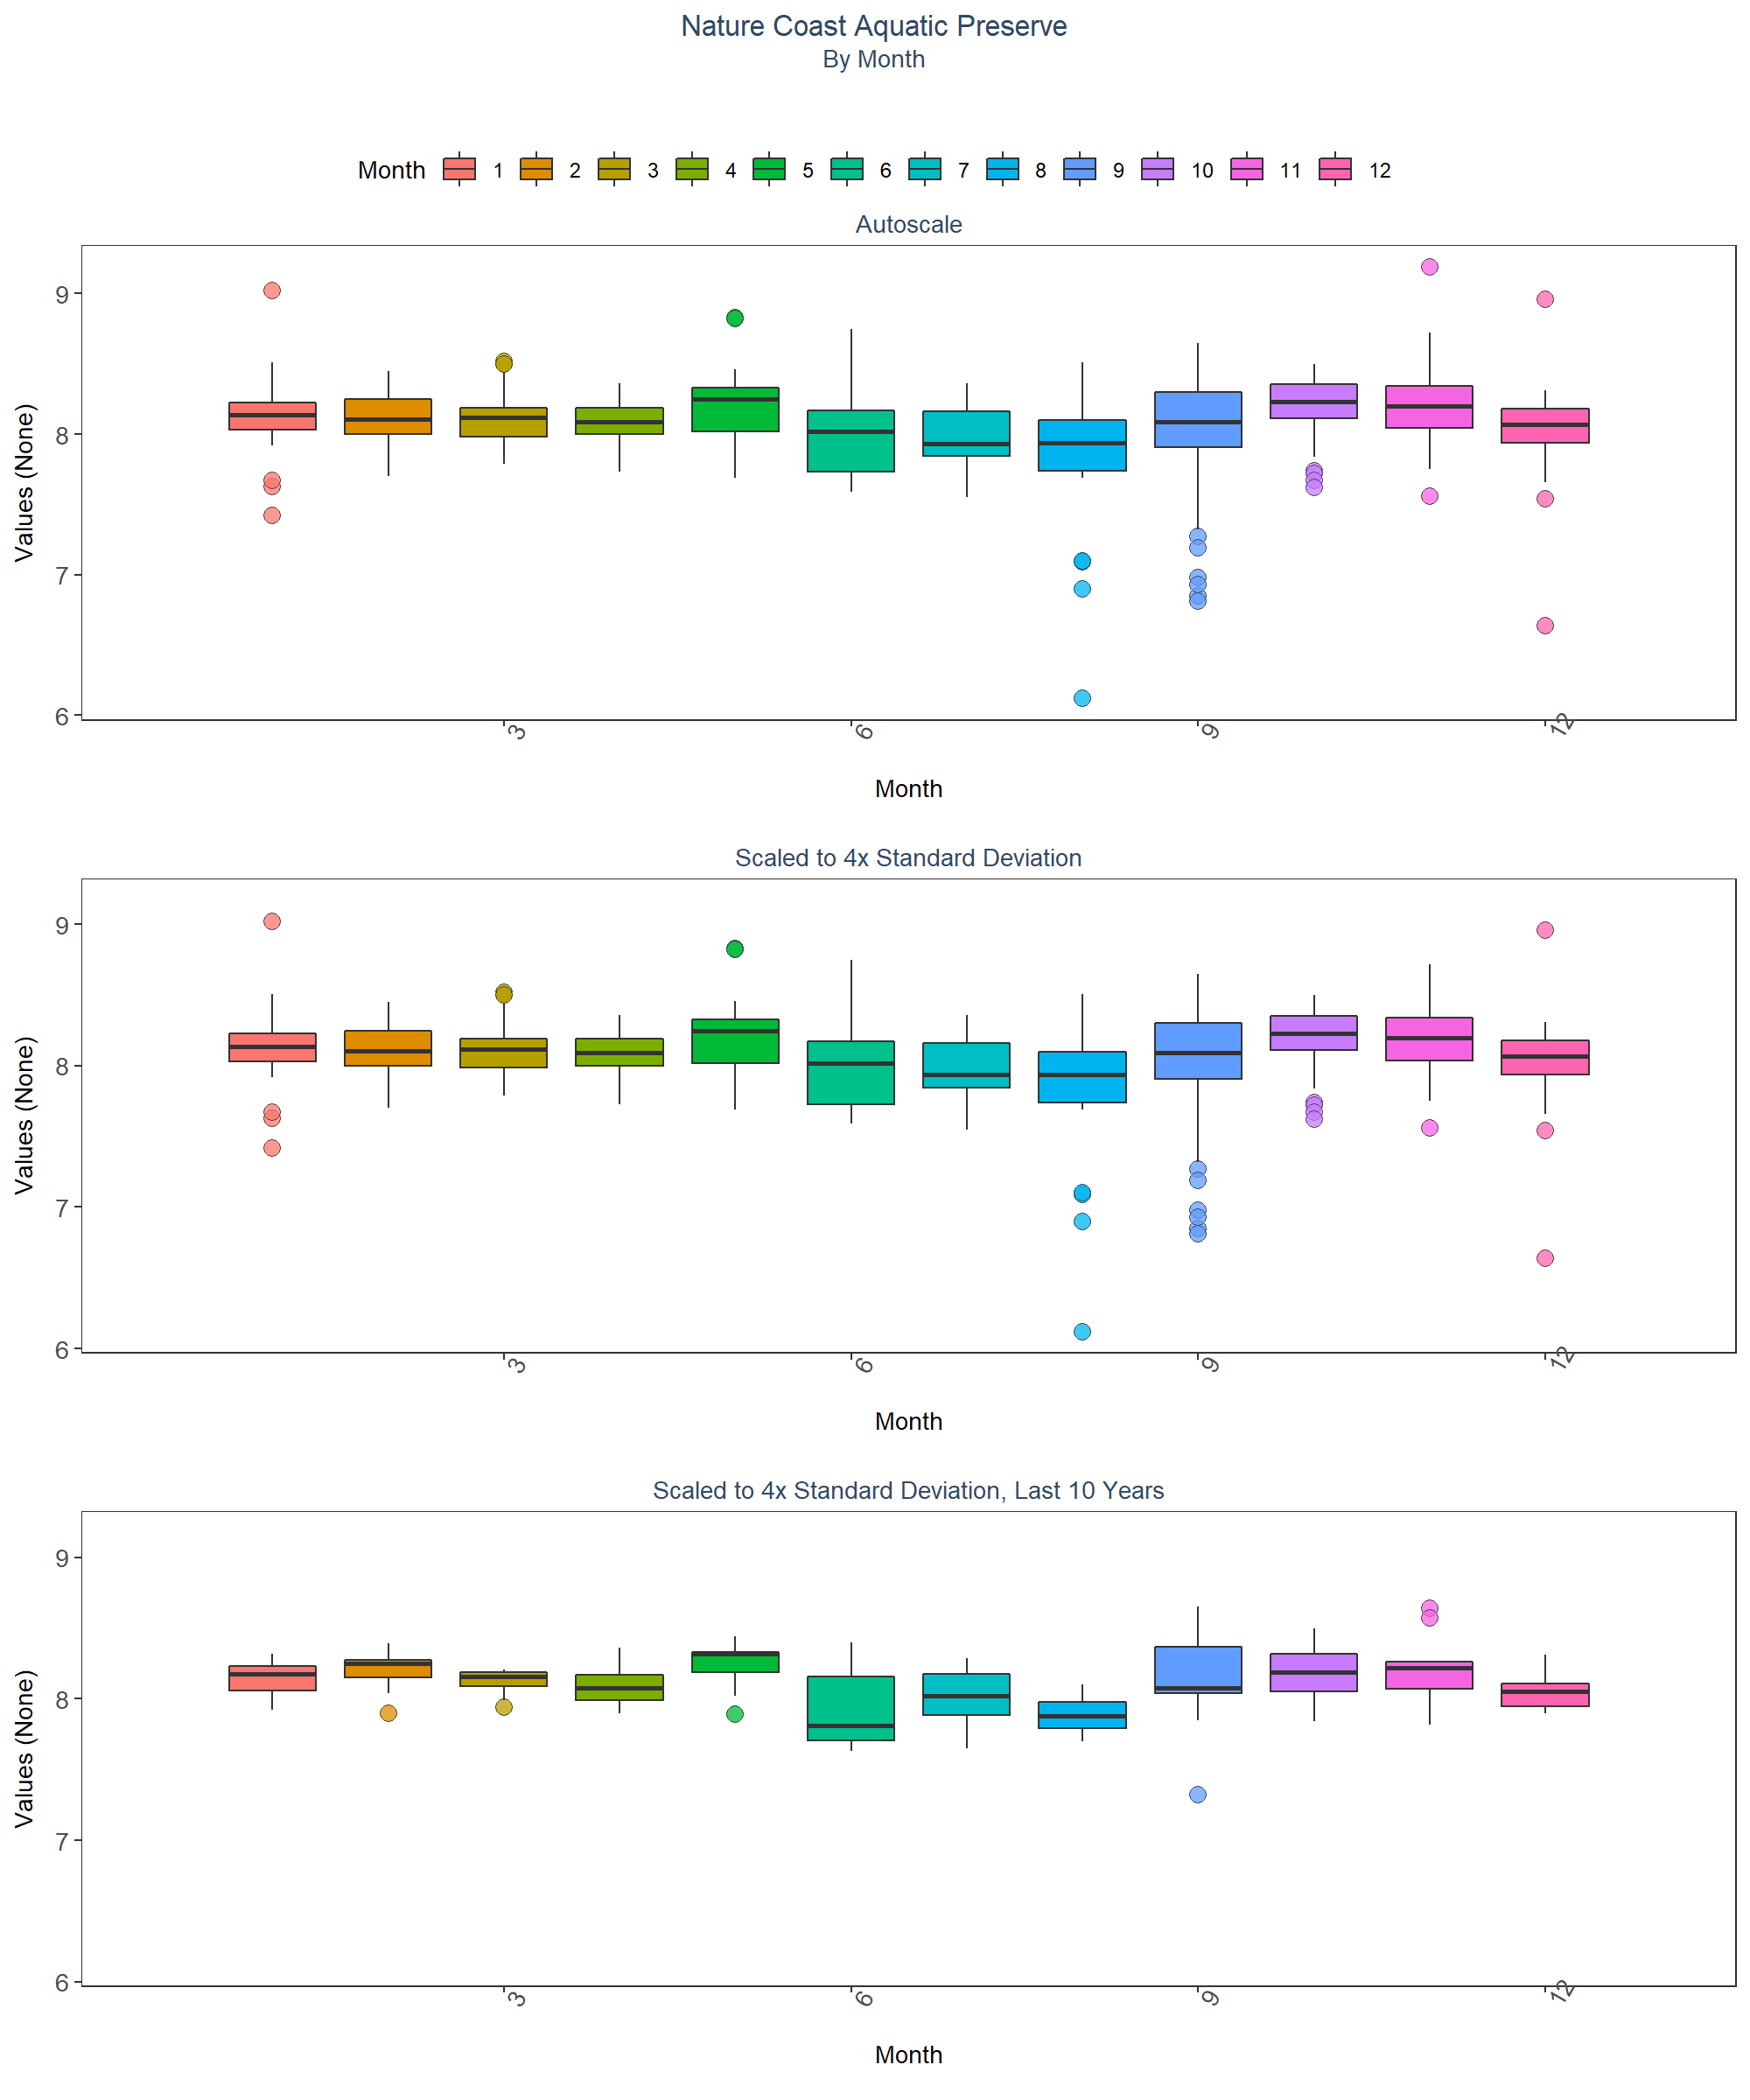 Nature Coast Aquatic Preserve
By Month
Month 1 2 3 4 5 6 7 8 9 10 11 12
Autoscale
Values (None)
9
8
7
6
3 6 9 12
Month
Scaled to 4x Standard Deviation
Values (None)
9
8
7
6
3 6 9 12
Month
Scaled to 4x Standard Deviation, Last 10 Years
Values (None)
9
8
7
6
3 6 9 12
Month